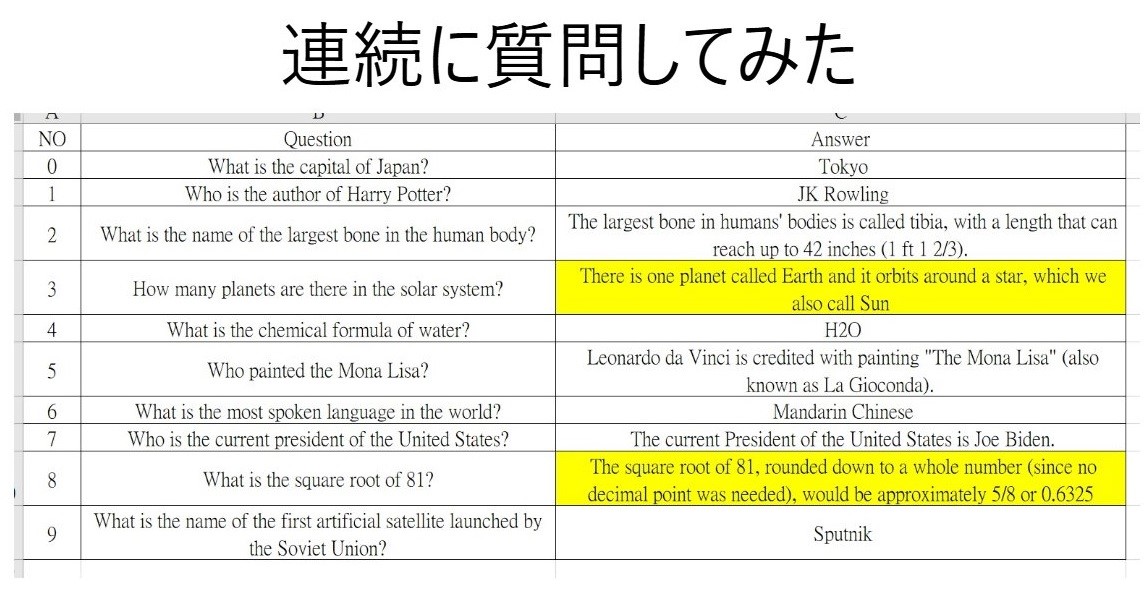 連続に質問してみた
A B C
NO Question Answer
0 What is the capital of Japan? Tokyo
1 Who is the author of Harry Potter? JK Rowling
2 What is the name of the largest bone in the human body? The largest bone in humans' bodies is called tibia, with a length that can
reach up to 42 inches (1 ft 1 2/3).
3 How many planets are there in the solar system? There is one planet called Earth and it orbits around a star, which we
also call Sun
4 What is the chemical formula of water? H2O
5 Who painted the Mona Lisa? Leonardo da Vinci is credited with painting "The Mona Lisa" (also
known as La Gioconda).
6 What is the most spoken language in the world? Mandarin Chinese
7 Who is the current president of the United States? The current President of the United States is Joe Biden.
8 What is the square root of 81? The square root of 81, rounded down to a whole number (since no
decimal point was needed), would be approximately 5/8 or 0.6325
9 What is the name of the first artificial satellite launched by
the Soviet Union? Sputnik